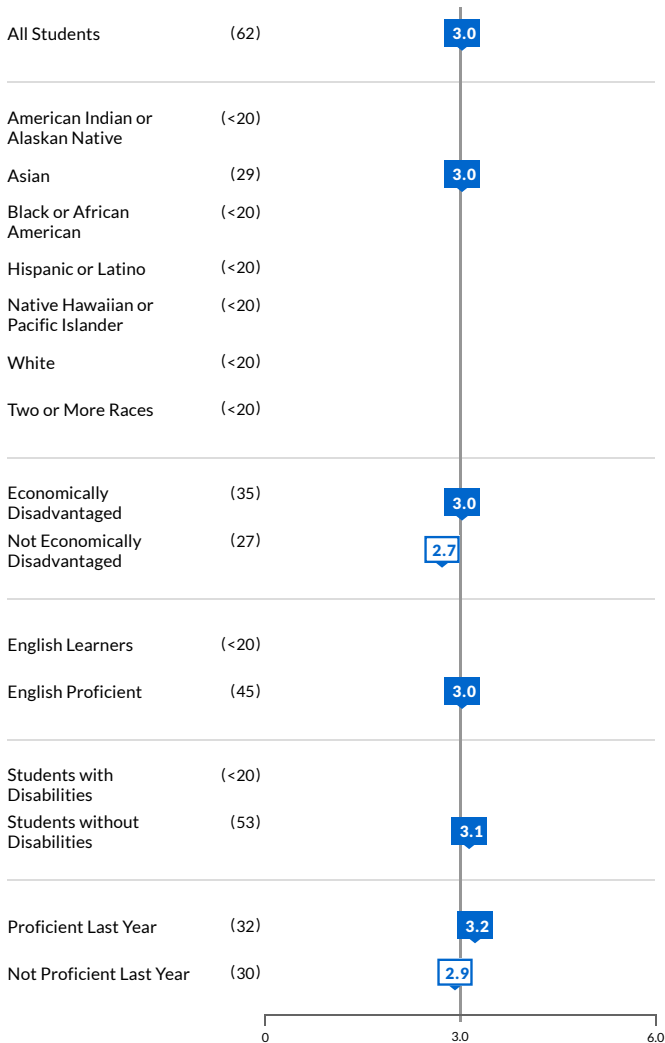 All Students (62) 3.0
American Indian or (<20)
Alaskan Native
Asian (29) 3.0
Black or African (<20)
American
Hispanic or Latino (<20)
Native Hawaiian or (<20)
Pacific Islander
White (<20)
Two or More Races (<20)
Economically (35) 3.0
Disadvantaged
Not Economically (27) 2.7
Disadvantaged
English Learners (<20)
English Proficient (45) 3.0
Students with (<20)
Disabilities
Students without (53) 3.1
Disabilities
Proficient Last Year (32) 3.2
Not Proficient Last Year (30) 2.9
0 3.0 6.0